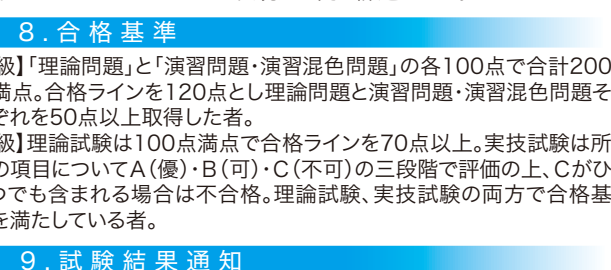 8.合格基準
級】「理論問題」と「演習問題・演習混色問題」の各100点で合計200
満点。合格ラインを120点とし理論問題と演習問題・演習混色問題そ
ぞれを50点以上取得した者。
級】理論試験は100点満点で合格ラインを70点以上。実技試験は所
の項目についてA(優)・B(可)・C(不可)の三段階で評価の上、Cがひ
つでも含まれる場合は不合格。理論試験、実技試験の両方で合格基
を満たしている者。
9.試験結果通知